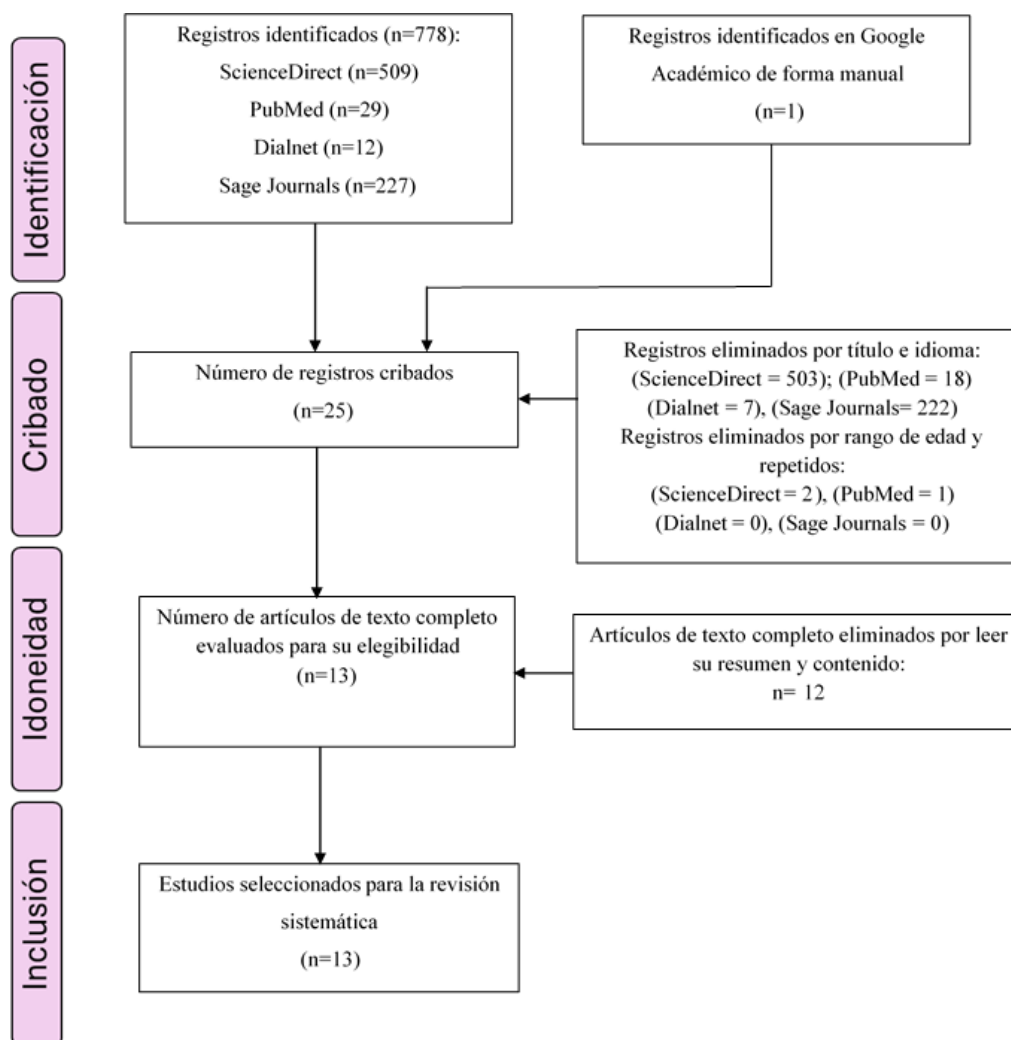 Identificación
Registros identificados (n=778):
ScienceDirect (n=509)
PubMed (n=29)
Dialnet (n=12)
Sage Journals (n=227)
Registros identificados en Google
Académico de forma manual
(n=1)
Cribado
Número de registros cribados
(n=25)
Registros eliminados por título e idioma:
(ScienceDirect = 503); (PubMed = 18)
(Dialnet = 7), (Sage Journals= 222)
Registros eliminados por rango de edad y
repetidos:
(ScienceDirect = 2), (PubMed = 1)
(Dialnet = 0), (Sage Journals = 0)
Idoneidad
Número de artículos de texto completo
evaluados para su elegibilidad
(n=13)
Artículos de texto completo eliminados por leer
su resumen y contenido:
n= 12
Inclusión
Estudios seleccionados para la revisión
sistemática
(n=13)